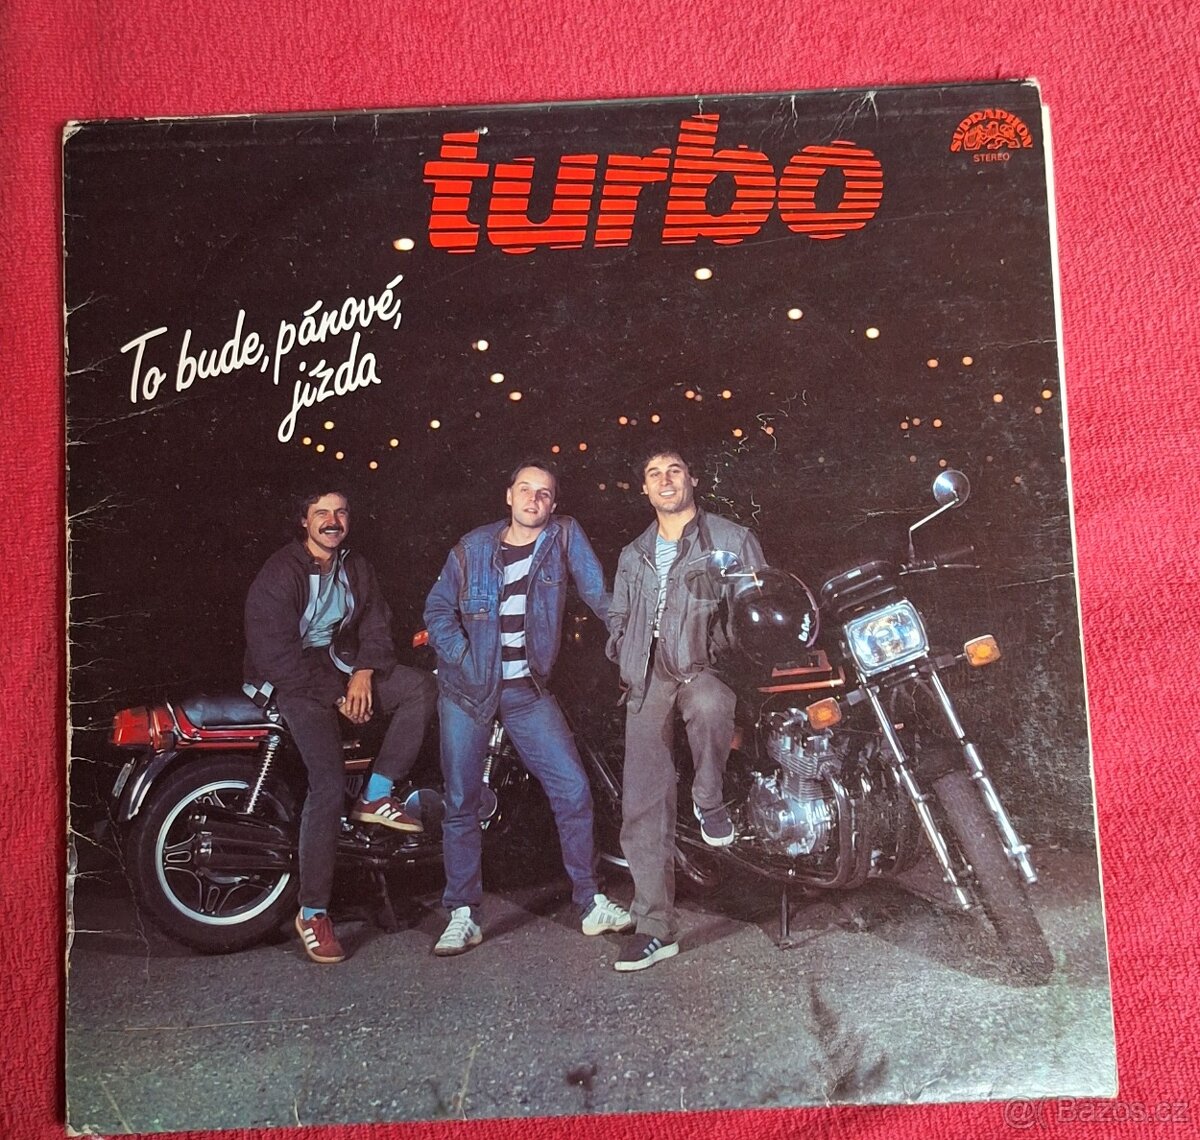 turbo
SUPRAPHON
STEREO
To bude, pánové,
jízda
@ Bazos.cz